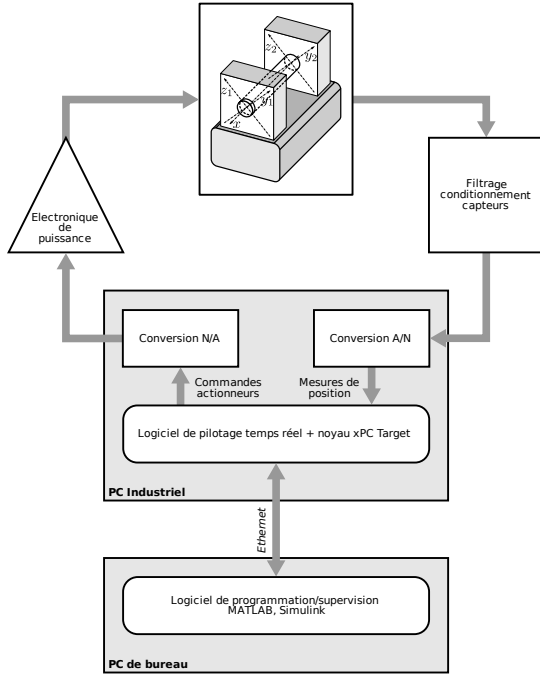 z2
y2
z1
y1
x
Electronique
de
puissance
Filtrage
conditionnement
capteurs
Conversion N/A
Conversion A/N
Commandes
actionneurs
Mesures de
position
Logiciel de pilotage temps réel + noyau xPC Target
PC Industriel
Ethernet
Logiciel de programmation/supervision
MATLAB, Simulink
PC de bureau